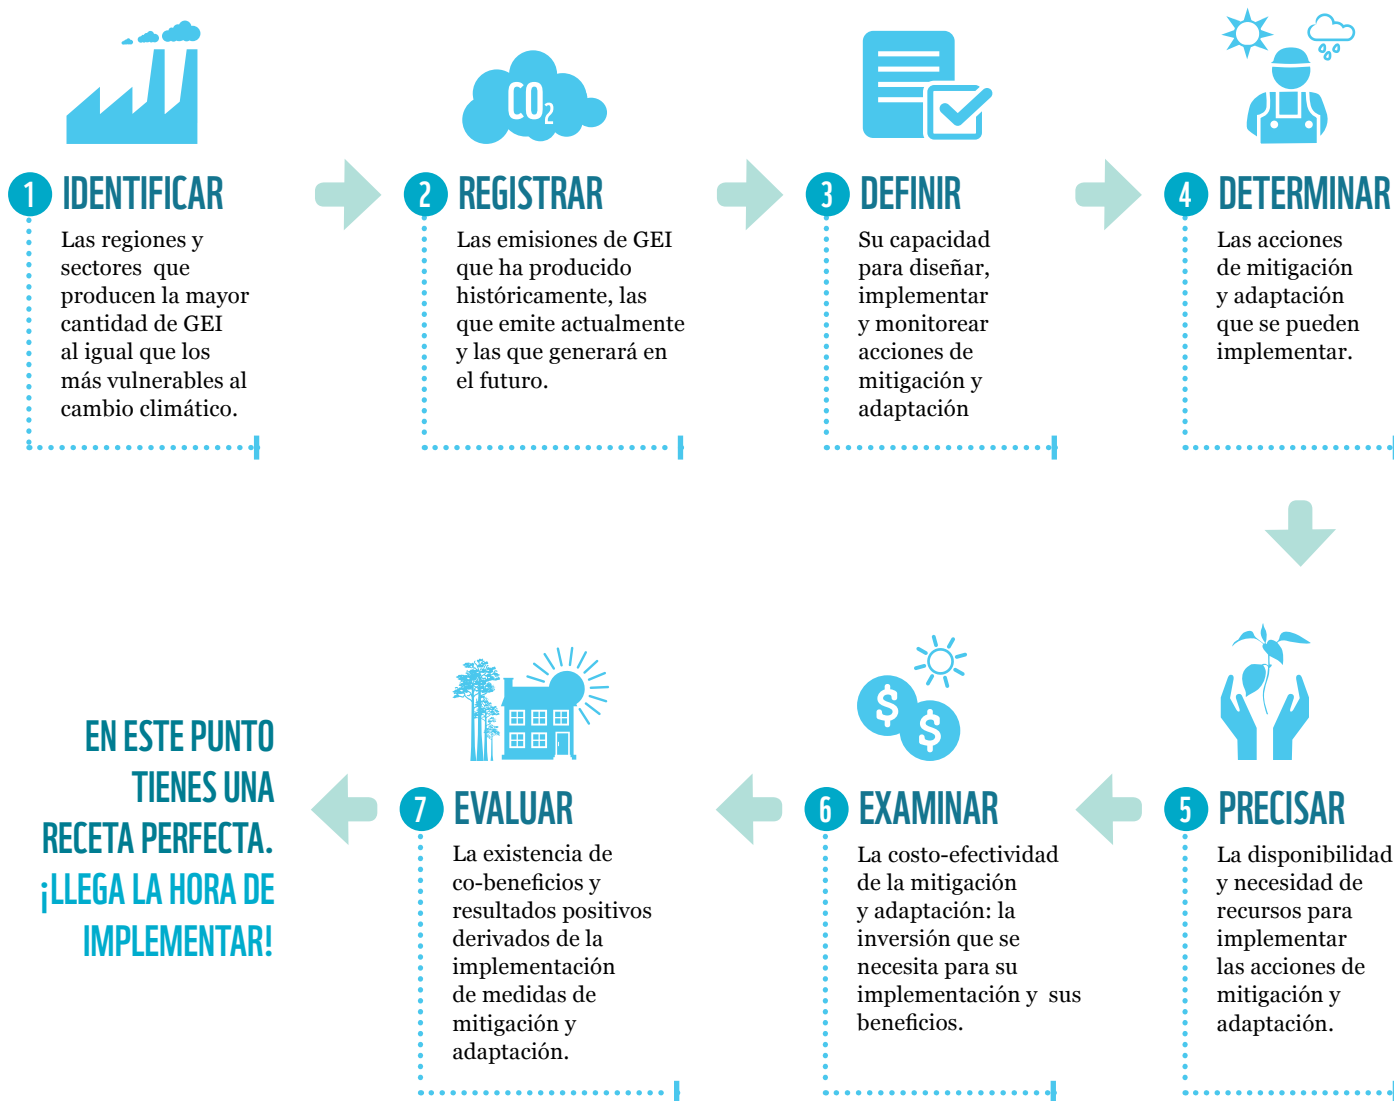 CO2
1 IDENTIFICAR
Las regiones y
sectores que
producen la mayor
cantidad de GEI
al igual que los
más vulnerables al
cambio climático.
2 REGISTRAR
Las emisiones de GEI
que ha producido
históricamente, las
que emite actualmente
y las que generará en
el futuro.
3 DEFINIR
Su capacidad
para diseñar,
implementar
y monitorear
acciones de
mitigación y
adaptación
4 DETERMINAR
Las acciones
de mitigación
y adaptación
que se pueden
implementar.
5 PRECISAR
La disponibilidad
y necesidad de
recursos para
implementar
las acciones de
mitigación y
adaptación.
$ $
6 EXAMINAR
La costo-efectividad
de la mitigación
y adaptación: la
inversión que se
necesita para su
implementación y sus
beneficios.
7 EVALUAR
La existencia de
co-beneficios y
resultados positivos
derivados de la
implementación
de medidas de
mitigación y
adaptación.
EN ESTE PUNTO
TIENES UNA
RECETA PERFECTA.
¡LLEGA LA HORA DE
IMPLEMENTAR!